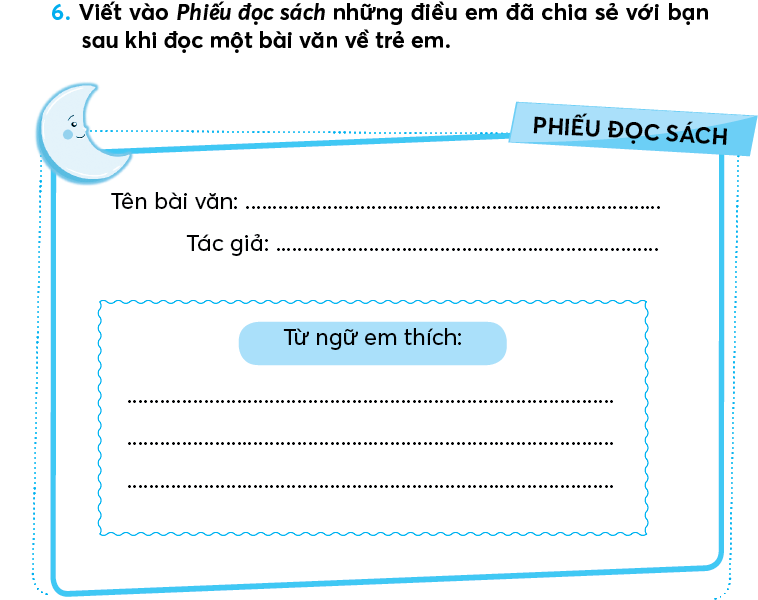 6. Viết vào Phiếu đọc sách những điều em đã chia sẻ với bạn
sau khi đọc một bài văn về trẻ em.
PHIẾU ĐỌC SÁCH
Tên bài văn: ............................................................................
Tác giả: ......................................................................
Từ ngữ em thích:
.........................................................................................
.........................................................................................
.........................................................................................